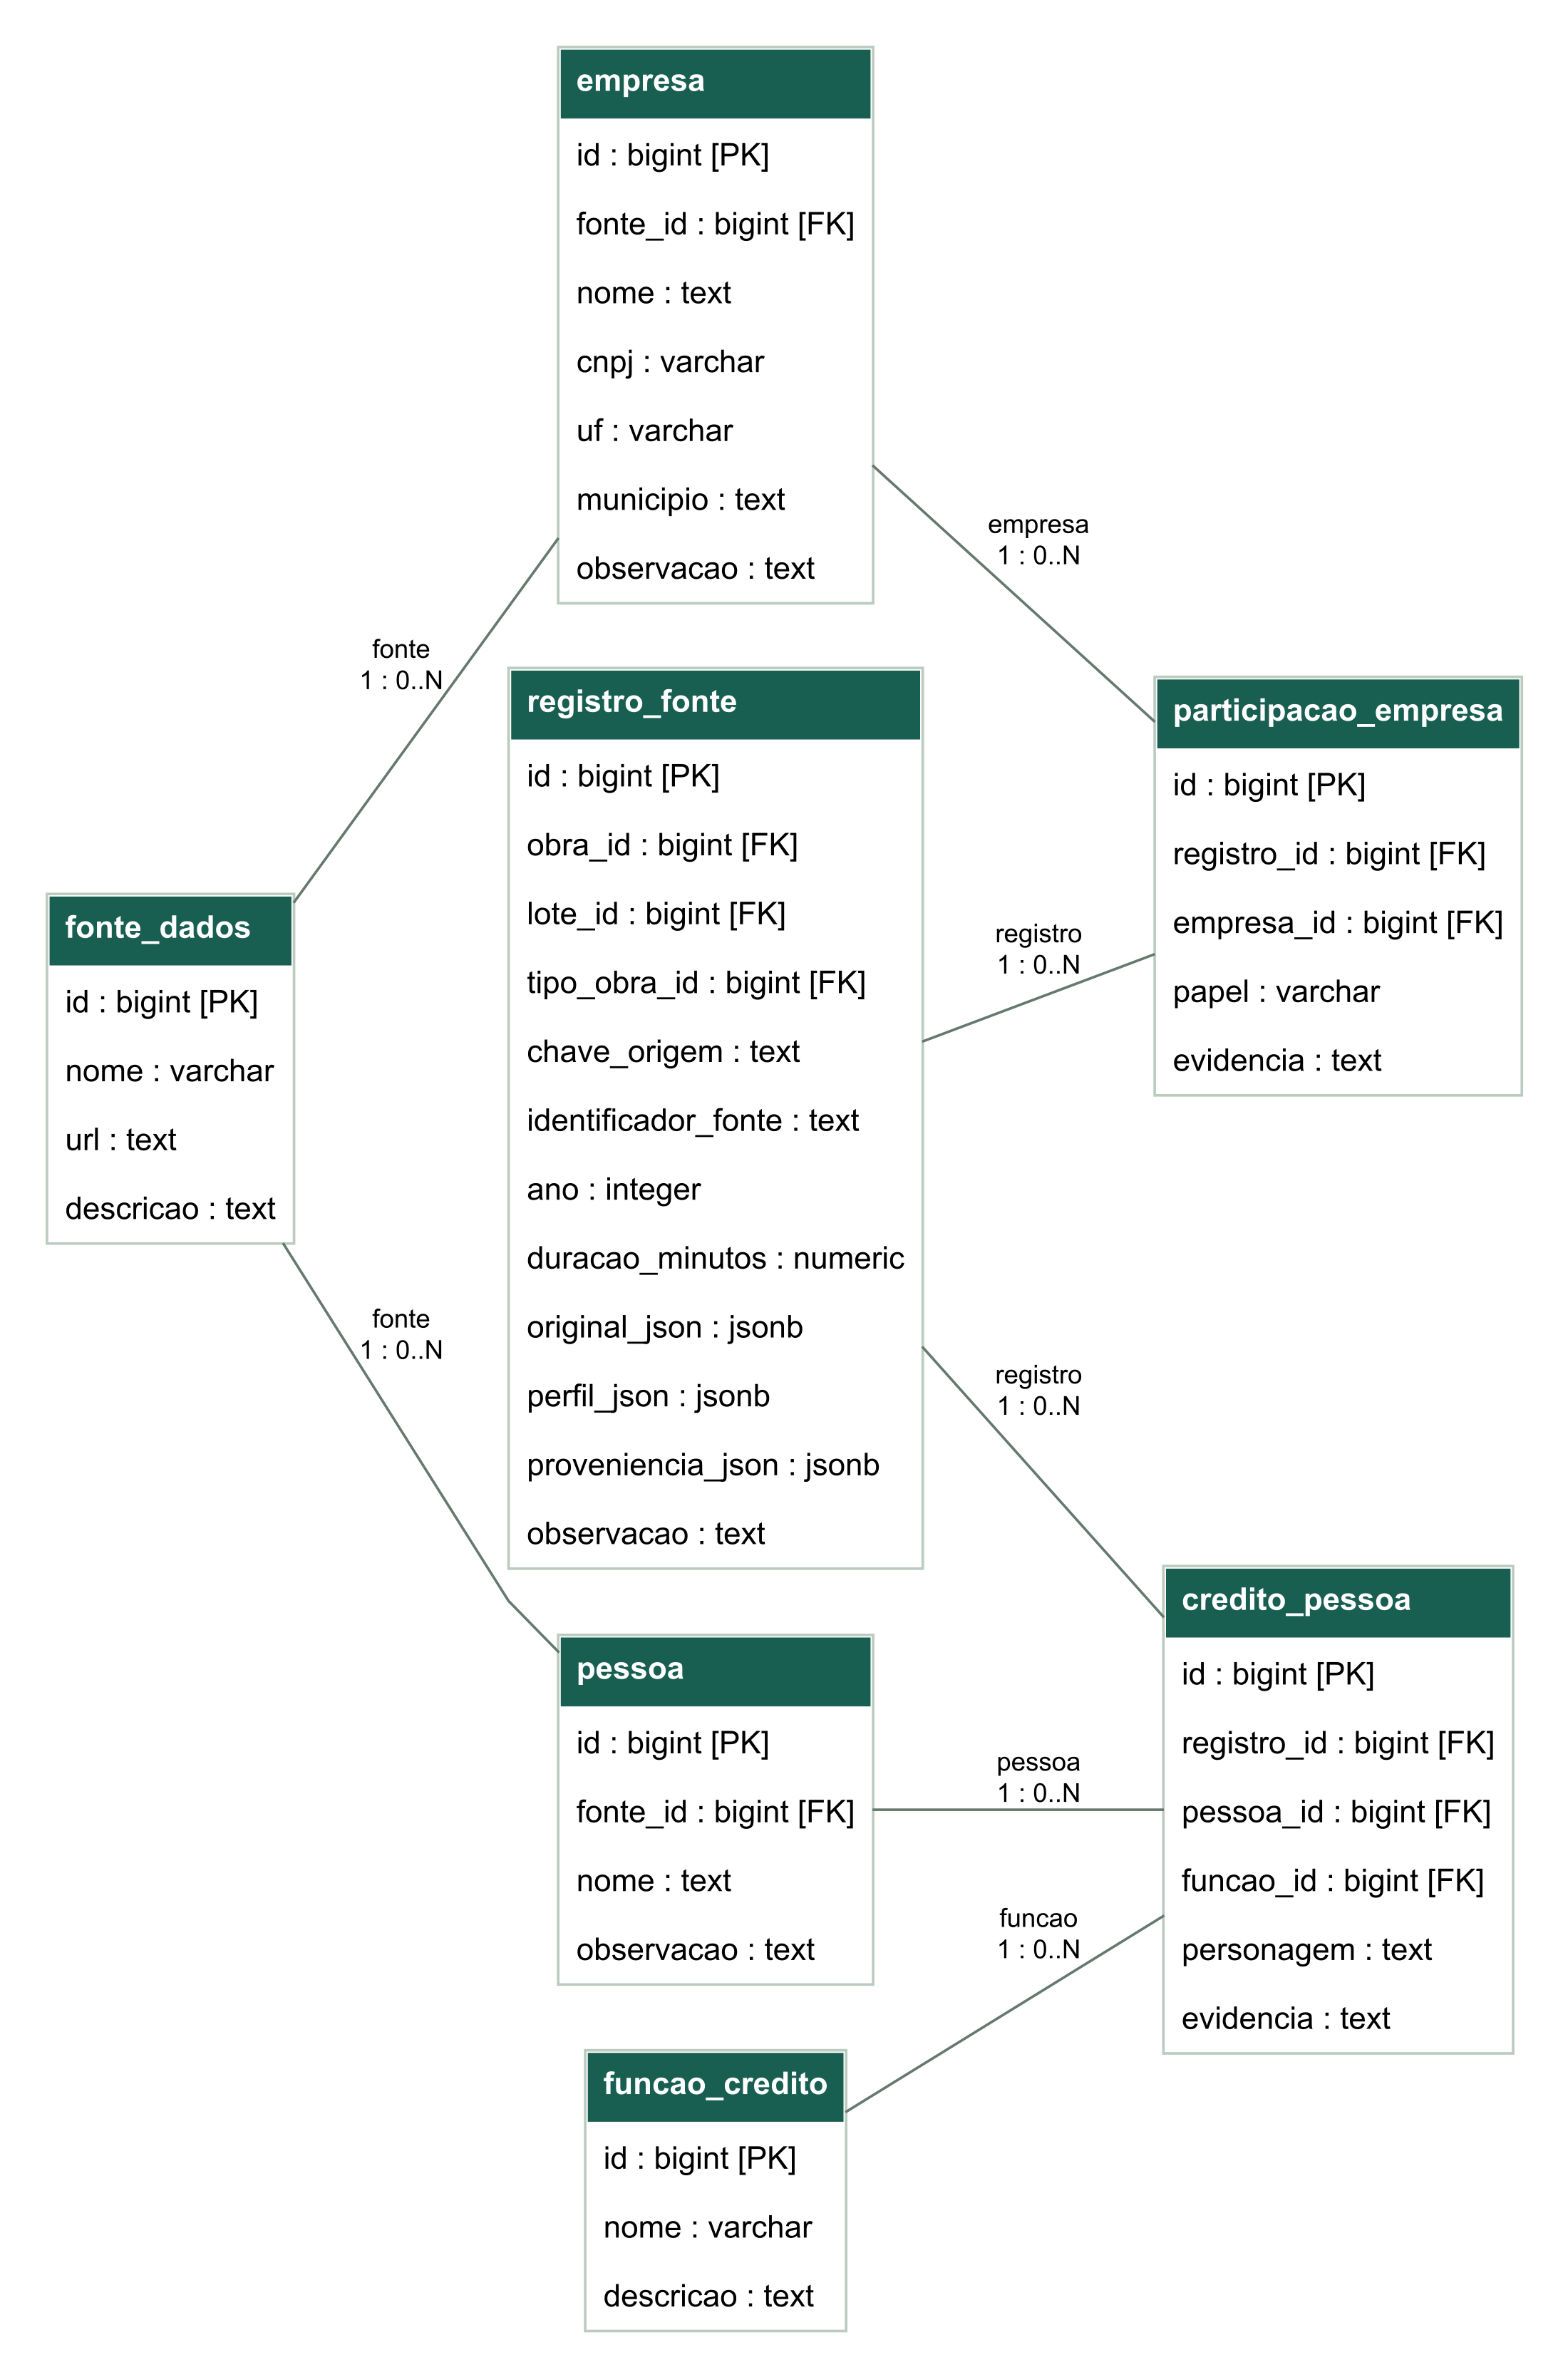 empresa
id : bigint [PK]
fonte_id : bigint [FK]
nome : text
cnpj : varchar
uf : varchar
municipio : text
observacao : text
empresa
1 : 0..N
fonte
1 : 0..N
registro_fonte
id : bigint [PK]
obra_id : bigint [FK]
lote_id : bigint [FK]
tipo_obra_id : bigint [FK]
chave_origem : text
identificador_fonte : text
ano : integer
duracao_minutos : numeric
original_json : jsonb
perfil_json : jsonb
proveniencia_json : jsonb
observacao : text
participacao_empresa
id : bigint [PK]
registro_id : bigint [FK]
empresa_id : bigint [FK]
papel : varchar
evidencia : text
registro
1 : 0..N
fonte_dados
id : bigint [PK]
nome : varchar
url : text
descricao : text
fonte
1 : 0..N
registro
1 : 0..N
credito_pessoa
id : bigint [PK]
registro_id : bigint [FK]
pessoa_id : bigint [FK]
funcao_id : bigint [FK]
personagem : text
evidencia : text
pessoa
id : bigint [PK]
fonte_id : bigint [FK]
nome : text
observacao : text
pessoa
1 : 0..N
funcao
1 : 0..N
funcao_credito
id : bigint [PK]
nome : varchar
descricao : text